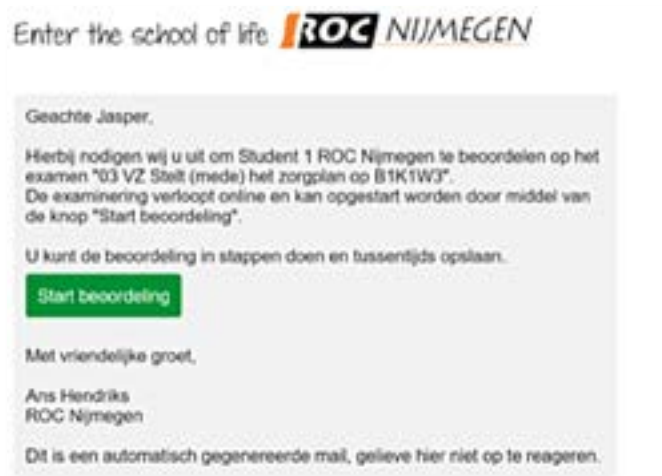 Enter the school of life ROC NIJMEGEN
Geachte Jasper,
Hierbij nodigen wij u uit om Student 1 ROC Nijmegen te beoordelen op het
examen "03 VZ Stelt (mede) het zorgplan op B1K1W3".
De examinering verloopt online en kan opgestart worden door middel van
de knop "Start beoordeling".
U kunt de beoordeling in stappen doen en tussentijds opslaan.
Start beoordeling
Met vriendelijke groet,
Ans Hendriks
ROC Nijmegen
Dit is een automatisch gegenereerde mail, gelieve hier niet op te reageren.